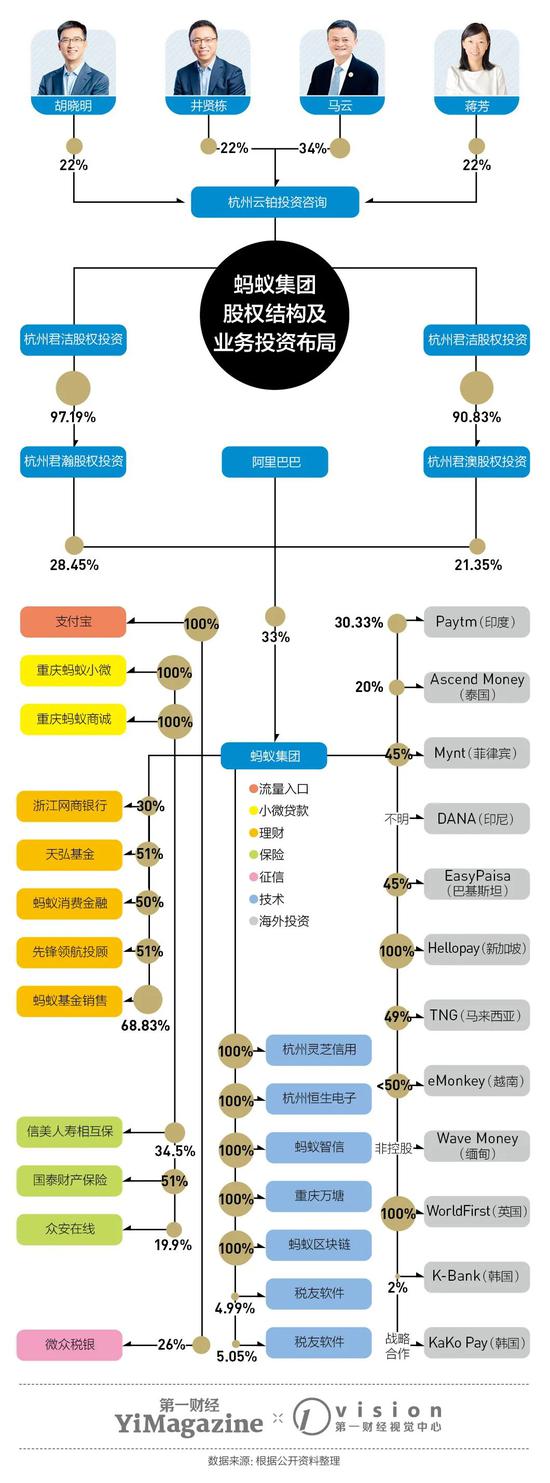 胡晓明
井贤栋
马云
蒋芳
22%
22%
34%
22%
杭州云铂投资咨询
蚂蚁集团
股权结构及
业务投资布局
杭州君洁股权投资
杭州君洁股权投资
97.19%
90.83%
杭州君瀚股权投资
阿里巴巴
杭州君澳股权投资
28.45%
21.35%
33%
支付宝
100%
重庆蚂蚁小微
100%
重庆蚂蚁商诚
100%
蚂蚁集团
流量入口
小微贷款
理财
保险
征信
技术
海外投资
浙江网商银行
30%
天弘基金
51%
蚂蚁消费金融
50%
先锋领航投顾
51%
蚂蚁基金销售
68.83%
信美人寿相互保
34.5%
国泰财产保险
51%
众安在线
19.9%
微众税银
26%
100%
杭州灵芝信用
100%
杭州恒生电子
100%
蚂蚁智信
100%
重庆万塘
100%
蚂蚁区块链
税友软件
4.99%
税友软件
5.05%
30.33%
Paytm（印度）
20%
Ascend Money
（泰国）
45%
Mynt（菲律宾）
不明
DANA（印尼）
45%
EasyPaisa
（巴基斯坦）
100%
Hellopay（新加坡）
49%
TNG（马来西亚）
<50%
eMonkey（越南）
非控股
Wave Money
（缅甸）
100%
WorldFirst（英国）
K-Bank（韩国）
2%
战略
合作
KaKo Pay（韩国）
第一财经
YiMagazine
×
vision
第一财经视觉中心
数据来源：根据公开资料整理